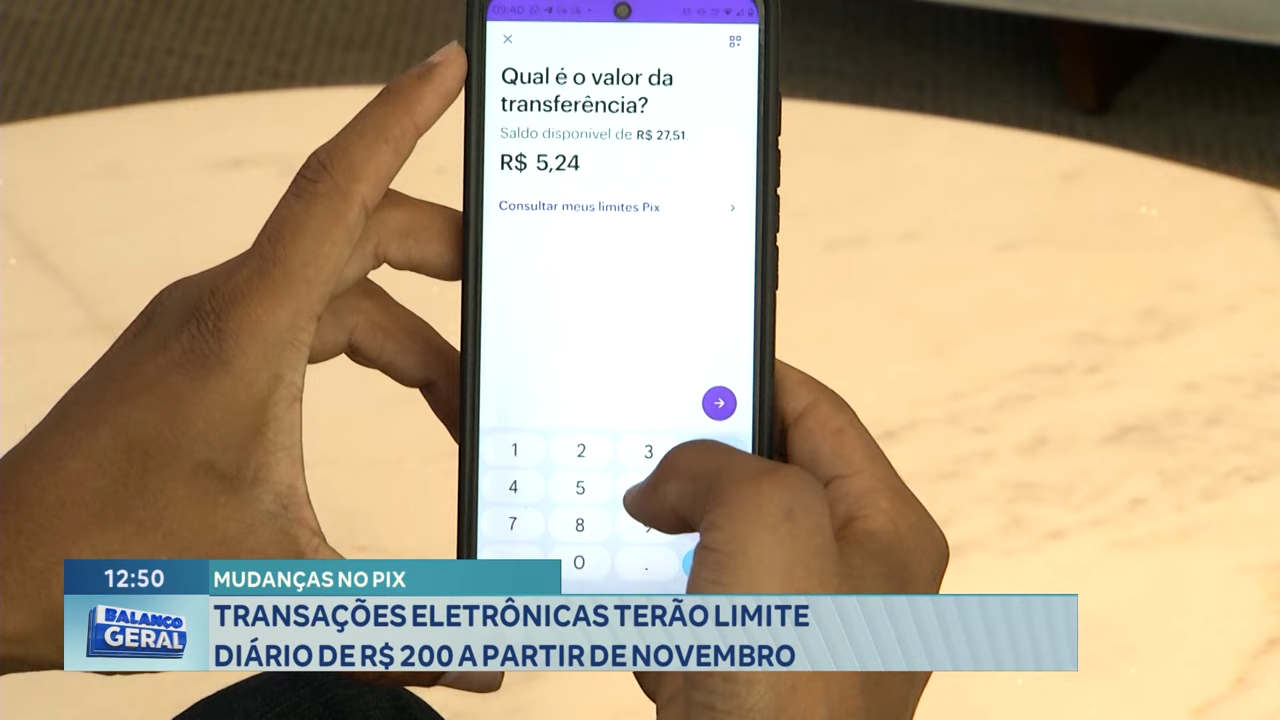 09:40
Qual é o valor da
transferência?
Saldo disponível de R$ 27,51.
R$ 5,24
Consultar meus limites Pix
1 2 3
4 5
7 8
0 .
12:50 MUDANÇAS NO PIX
BALANÇO
GERAL
TRANSAÇÕES ELETRÔNICAS TERÃO LIMITE
DIÁRIO DE R$ 200 A PARTIR DE NOVEMBRO